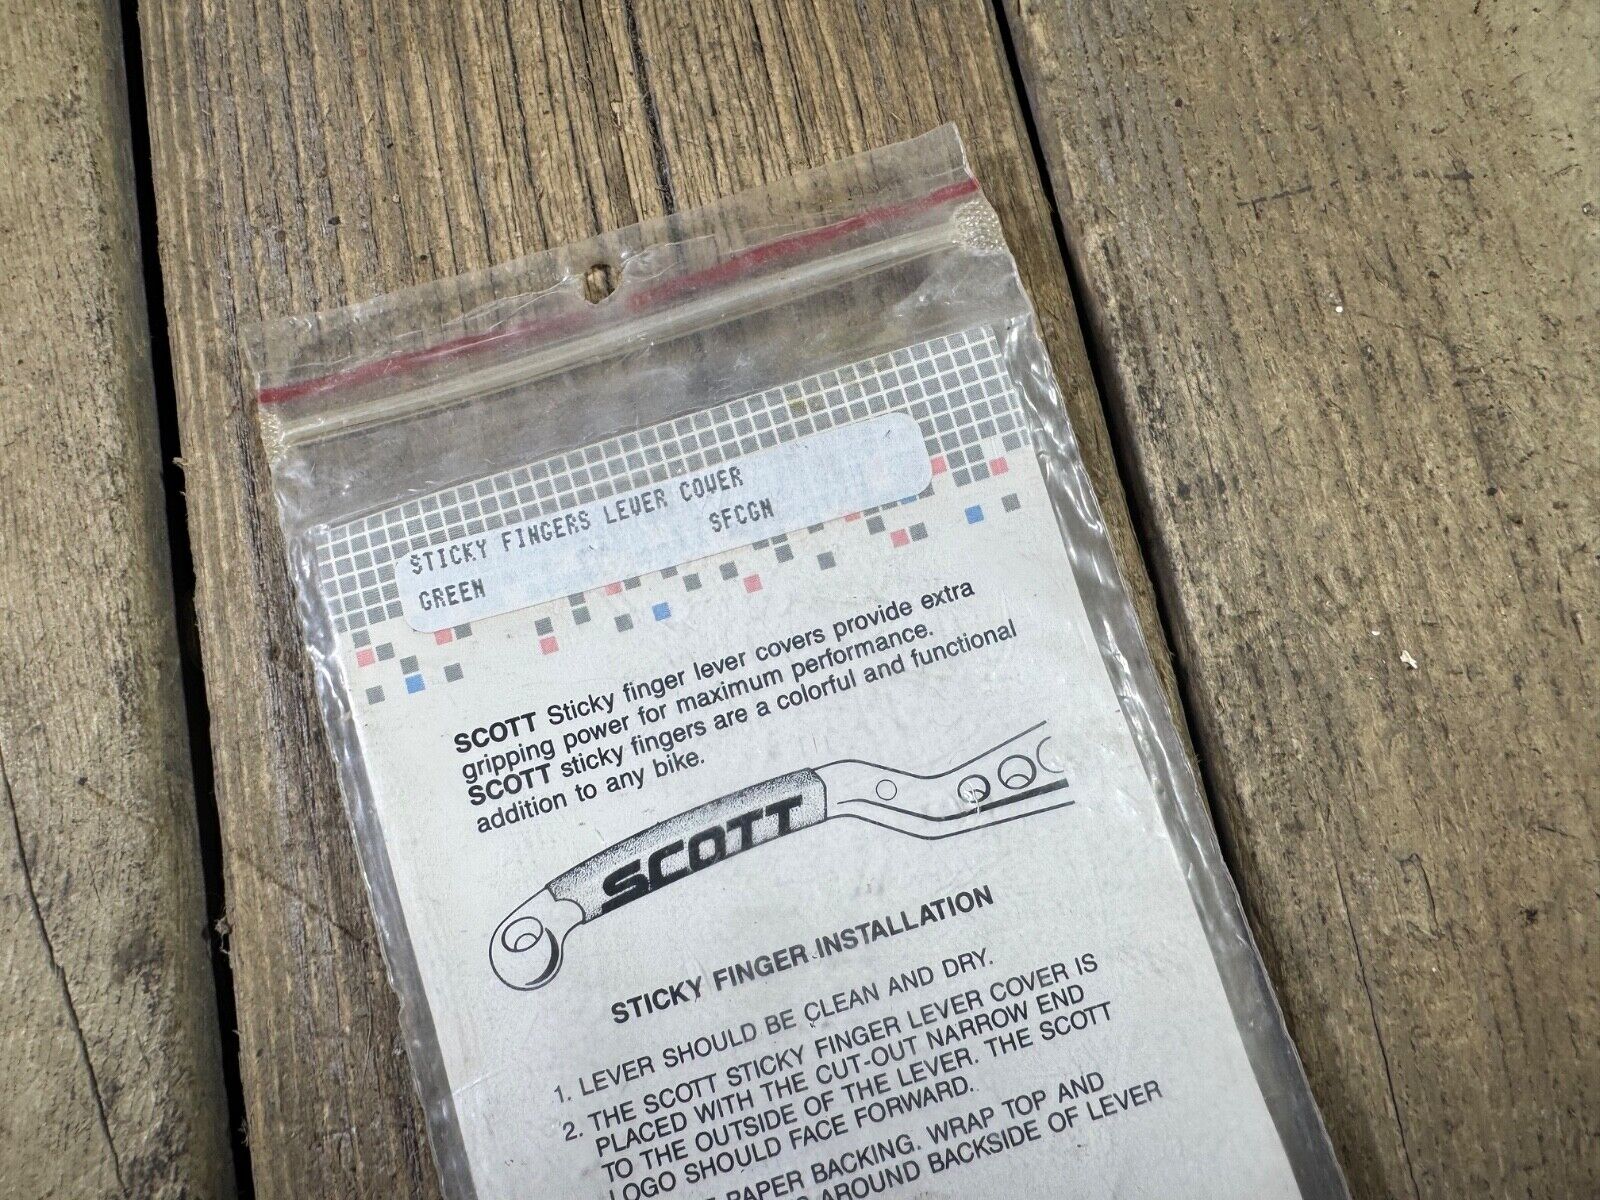 STICKY FINGERS LEVER COVER
GREEN SFCGN
SCOTT Sticky finger lever covers provide extra
gripping power for maximum performance.
SCOTT sticky fingers are a colorful and functional
addition to any bike.
SCOTT
STICKY FINGER INSTALLATION
1. LEVER SHOULD BE CLEAN AND DRY.
2. THE SCOTT STICKY FINGER LEVER COVER IS
PLACED WITH THE CUT-OUT NARROW END
TO THE OUTSIDE OF THE LEVER. THE SCOTT
LOGO SHOULD FACE FORWARD.
PAPER BACKING. WRAP TOP AND
AROUND BACKSIDE OF LEVER